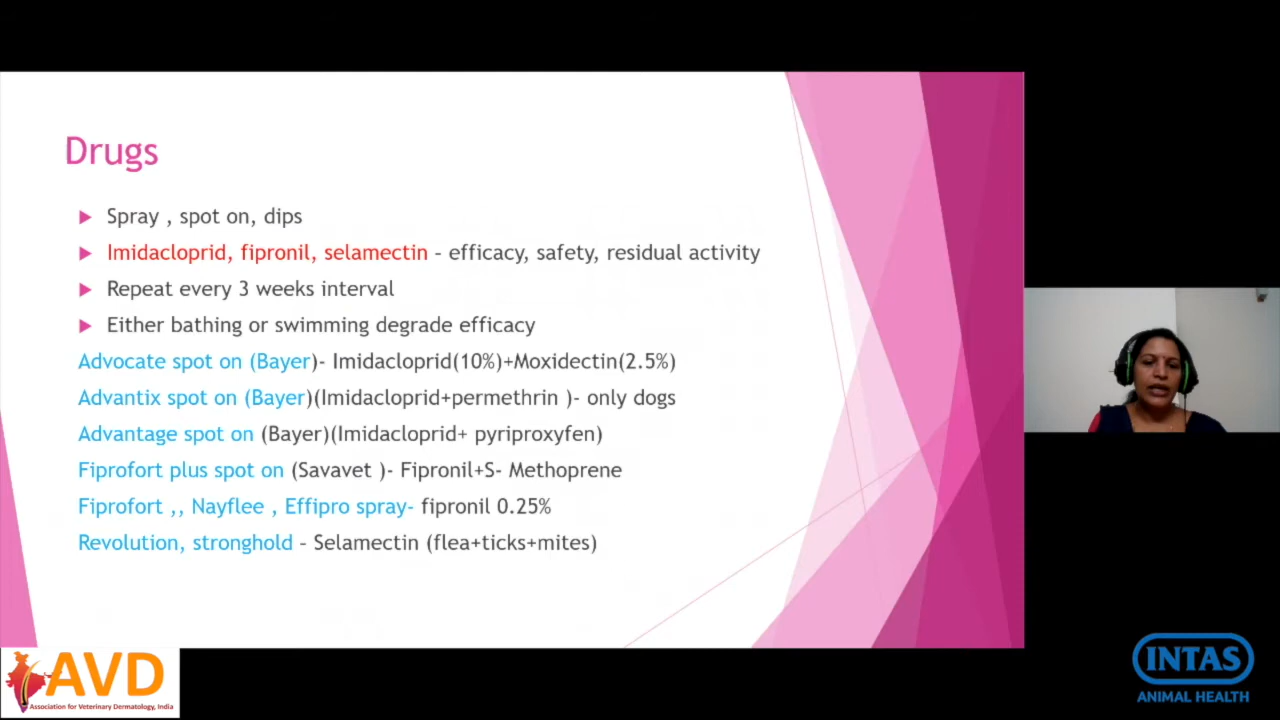 Drugs
Spray , spot on, dips
Imidacloprid, fipronil, selamectin – efficacy, safety, residual activity
Repeat every 3 weeks interval
Either bathing or swimming degrade efficacy
Advocate spot on (Bayer)- Imidacloprid(10%)+Moxidectin(2.5%)
Advantix spot on (Bayer)(Imidacloprid+permethrin )- only dogs
Advantage spot on (Bayer)(Imidacloprid+ pyriproxyfen)
Fiprofort plus spot on (Savavet )- Fipronil+S- Methoprene
Fiprofort ,, Nayflee , Effipro spray- fipronil 0.25%
Revolution, stronghold – Selamectin (flea+ticks+mites)
AVD
Association for Veterinary Dermatology, India
INTAS
ANIMAL HEALTH